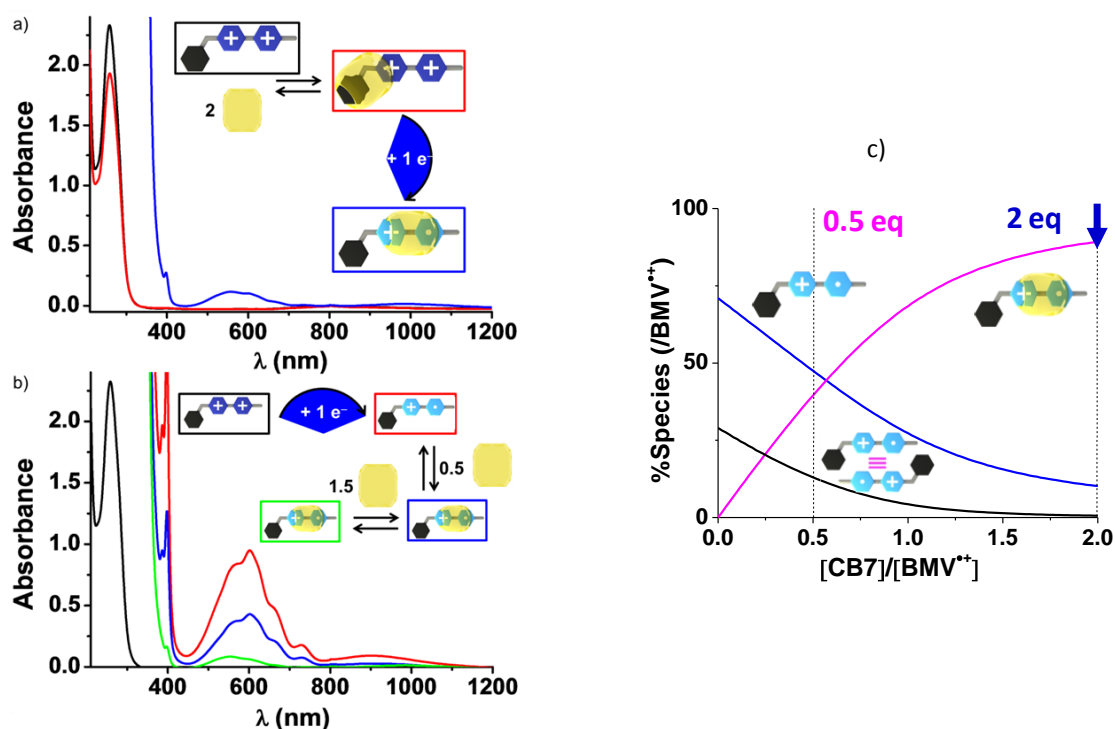 a)
2.0
1.5
1.0
0.5
0.0
Absorbance
400 600 800 1000 1200
λ (nm)
+ +
2
+ +
+ 1 e⁻
+ •
b)
2.0
1.5
1.0
0.5
0.0
Absorbance
400 600 800 1000 1200
λ (nm)
+ +
+ 1 e⁻
+ •
0.5
1.5
+ •
+ •
c)
100
50
0
%Species (/BMV•+)
0.5 eq
2 eq
+ •
+ •
+ •
• +
0.0 0.5 1.0 1.5 2.0
[CB7]/[BMV•+]